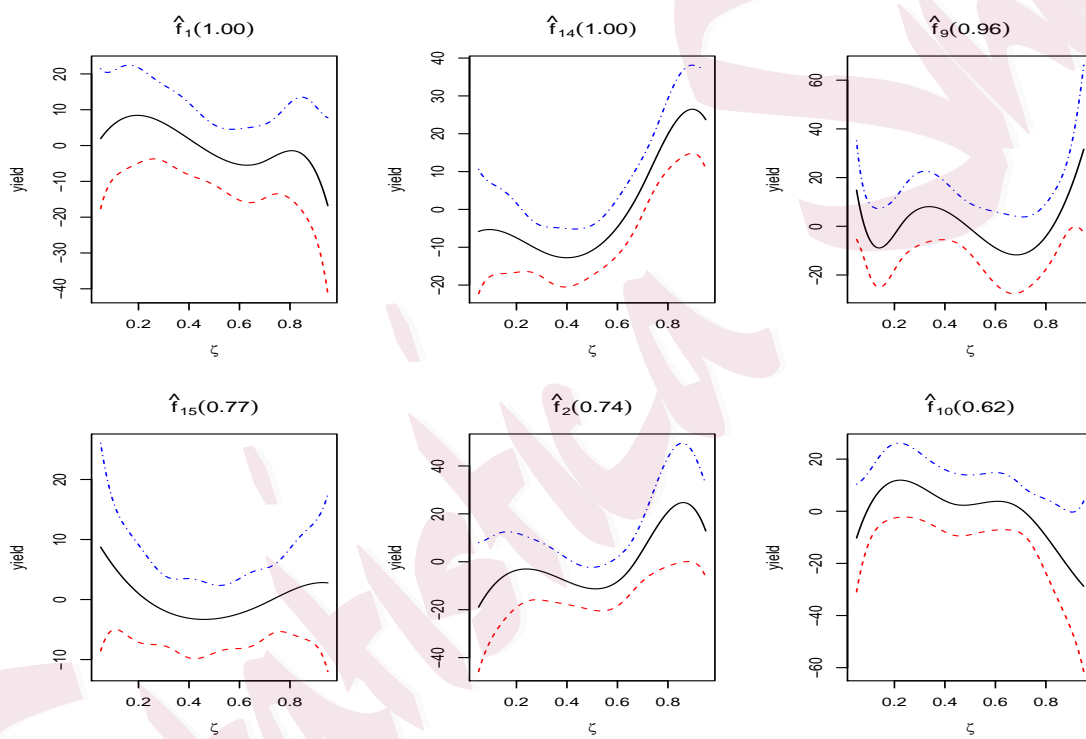 f̂₁(1.00)
yield
20
10
0
−10
−20
−30
−40
0.2 0.4 0.6 0.8
ζ
f̂₁₄(1.00)
yield
40
30
20
10
0
−10
−20
0.2 0.4 0.6 0.8
ζ
f̂₉(0.96)
yield
60
40
20
0
−20
0.2 0.4 0.6 0.8
ζ
f̂₁₅(0.77)
yield
20
10
0
−10
0.2 0.4 0.6 0.8
ζ
f̂₂(0.74)
yield
40
20
0
−20
−40
0.2 0.4 0.6 0.8
ζ
f̂₁₀(0.62)
yield
20
0
−20
−40
−60
0.2 0.4 0.6 0.8
ζ